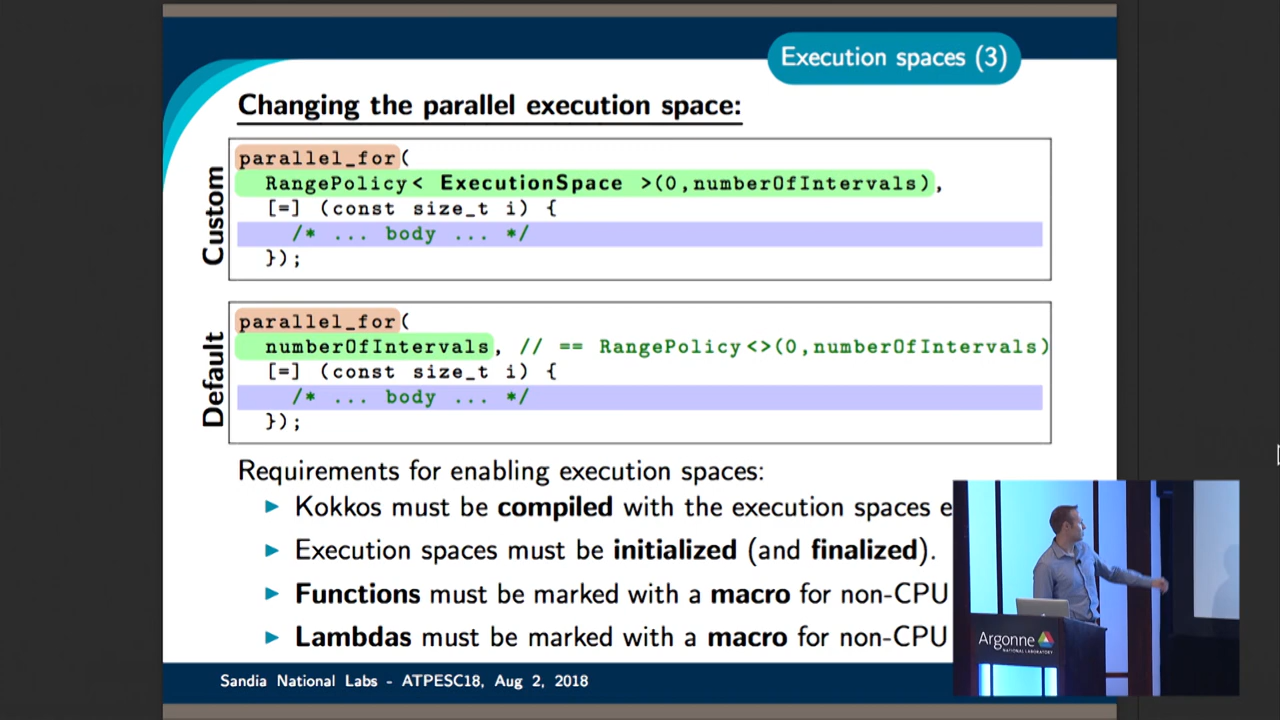 Execution spaces (3)
Changing the parallel execution space:
Custom
parallel_for(
RangePolicy< ExecutionSpace >(0,numberOfIntervals),
[=] (const size_t i) {
/* ... body ... */
});
Default
parallel_for(
numberOfIntervals, // == RangePolicy<>(0,numberOfIntervals)
[=] (const size_t i) {
/* ... body ... */
});
Requirements for enabling execution spaces:
Kokkos must be compiled with the execution spaces e
Execution spaces must be initialized (and finalized).
Functions must be marked with a macro for non-CPU
Lambdas must be marked with a macro for non-CPU
Sandia National Labs - ATPESC18, Aug 2, 2018
Argonne
NATIONAL LABORATORY